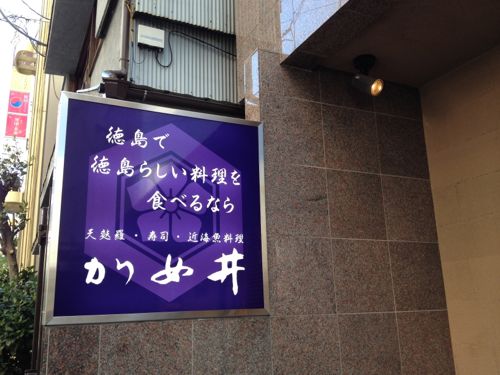 徳島で
徳島らしい料理を
食べるなら
天麩羅・寿司・近海魚料理
かりめ井